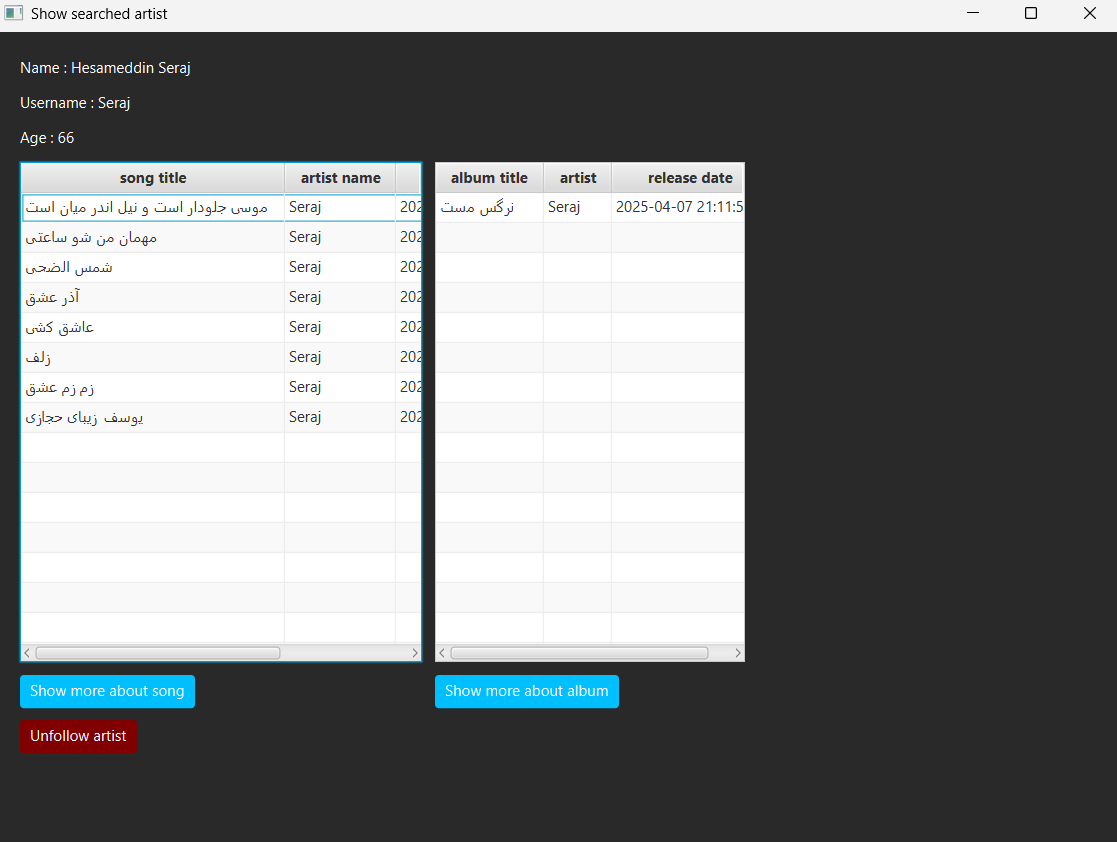 Show searched artist
Name : Hesameddin Seraj
Username : Seraj
Age : 66
song title artist name
موسی جلودار است و نیل اندر میان است Seraj 202
مهمان من شو ساعتی Seraj 202
شمس الضحی Seraj 202
آذر عشق Seraj 202
عاشق کشی Seraj 202
زلف Seraj 202
زم زم عشق Seraj 202
یوسف زیبای حجازی Seraj 202
album title artist release date
نرگس مست Seraj 2025-04-07 21:11:5
Show more about song
Show more about album
Unfollow artist